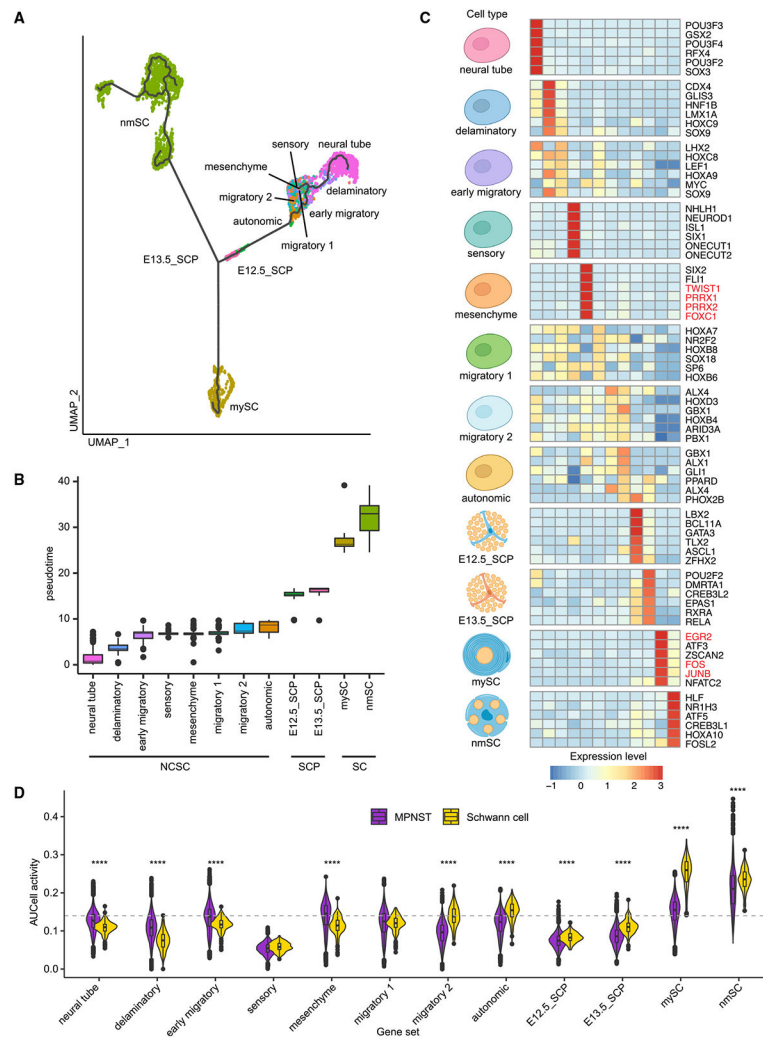 A
nmSC
sensory
neural tube
mesenchyme
delaminatory
migratory 2
early migratory
autonomic
migratory 1
E13.5_SCP
E12.5_SCP
mySC
UMAP_2
UMAP_1
B
pseudotime
40
30
20
10
0
neural tube
delaminatory
early migratory
sensory
mesenchyme
migratory 1
migratory 2
autonomic
E12.5_SCP
E13.5_SCP
mySC
nmSC
NCSC
SCP
SC
C
Cell type
neural tube
POU3F3
GSX2
POU3F4
RFX4
POU3F2
SOX3
delaminatory
CDX4
GLIS3
HNF1B
LMX1A
HOXC9
SOX9
early migratory
LHX2
HOXC8
LEF1
HOXA9
MYC
SOX9
sensory
NHLH1
NEUROD1
ISL1
SIX1
ONECUT1
ONECUT2
mesenchyme
SIX2
FLI1
TWIST1
PRRX1
PRRX2
FOXC1
migratory 1
HOXA7
NR2F2
HOXB8
SOX18
SP6
HOXB6
migratory 2
ALX4
HOXD3
GBX1
HOXB4
ARID3A
PBX1
autonomic
GBX1
ALX1
GLI1
PPARD
ALX4
PHOX2B
E12.5_SCP
LBX2
BCL11A
GATA3
TLX2
ASCL1
ZFHX2
E13.5_SCP
POU2F2
DMRTA1
CREB3L2
EPAS1
RXRA
RELA
mySC
EGR2
ATF3
ZSCAN2
FOS
JUNB
NFATC2
nmSC
HLF
NR1H3
ATF5
CREB3L1
HOXA10
FOSL2
Expression level
−1 0 1 2 3
D
MPNST Schwann cell
AUCell activity
0.4
0.3
0.2
0.1
0.0
**** **** **** **** **** **** **** **** **** ****
neural tube
delaminatory
early migratory
sensory
mesenchyme
migratory 1
migratory 2
autonomic
E12.5_SCP
E13.5_SCP
mySC
nmSC
Gene set